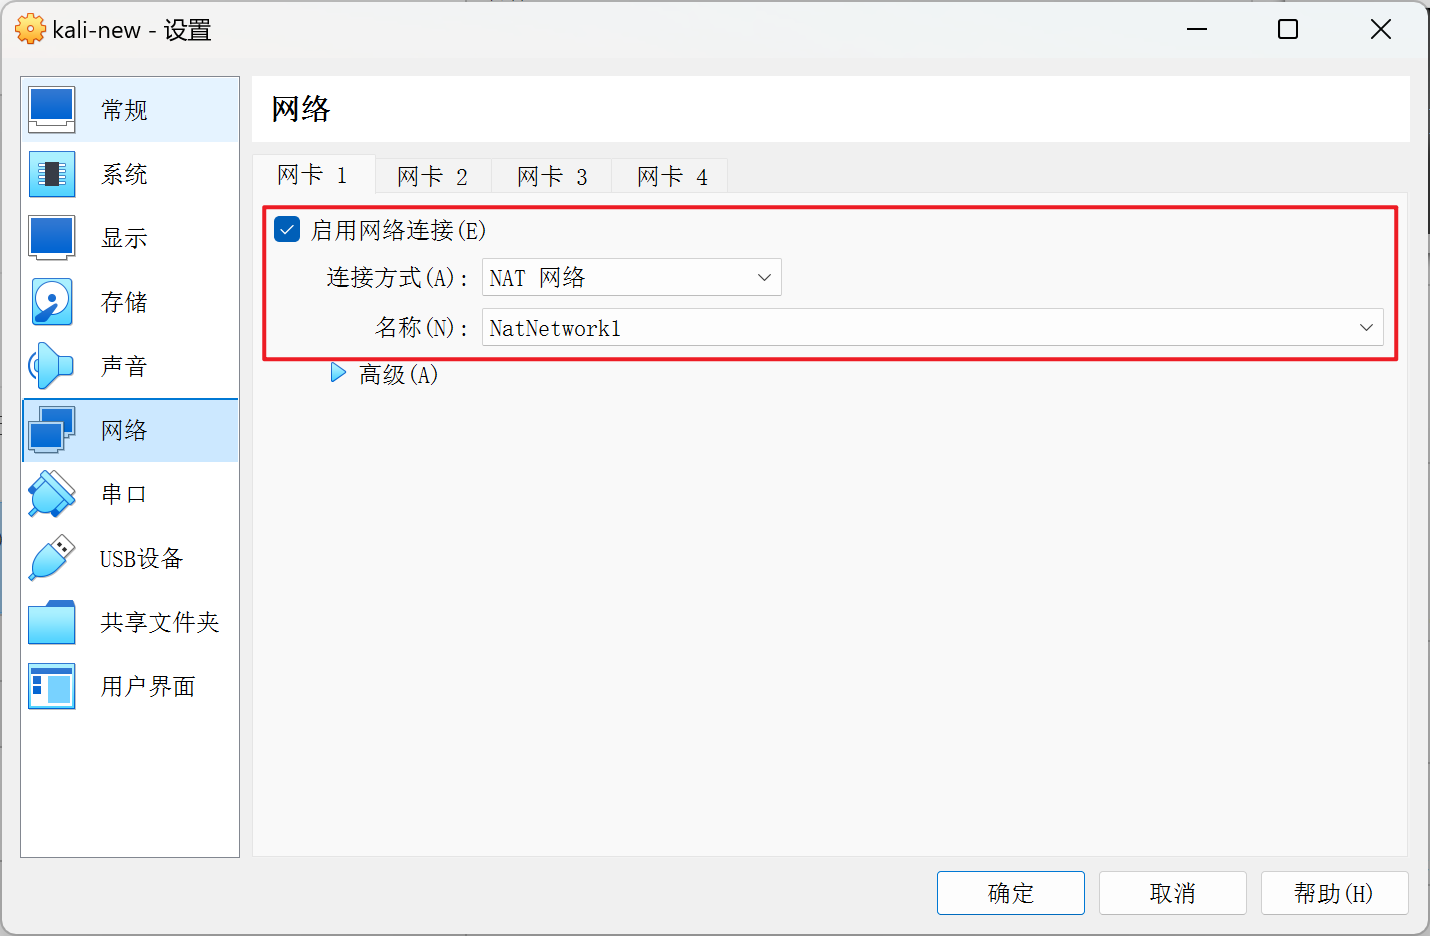 kali-new - 设置
常规
系统
显示
存储
声音
网络
串口
USB设备
共享文件夹
用户界面
网络
网卡 1 网卡 2 网卡 3 网卡 4
启用网络连接(E)
连接方式(A): NAT 网络
名称(N): NatNetwork1
高级(A)
确定 取消 帮助(H)